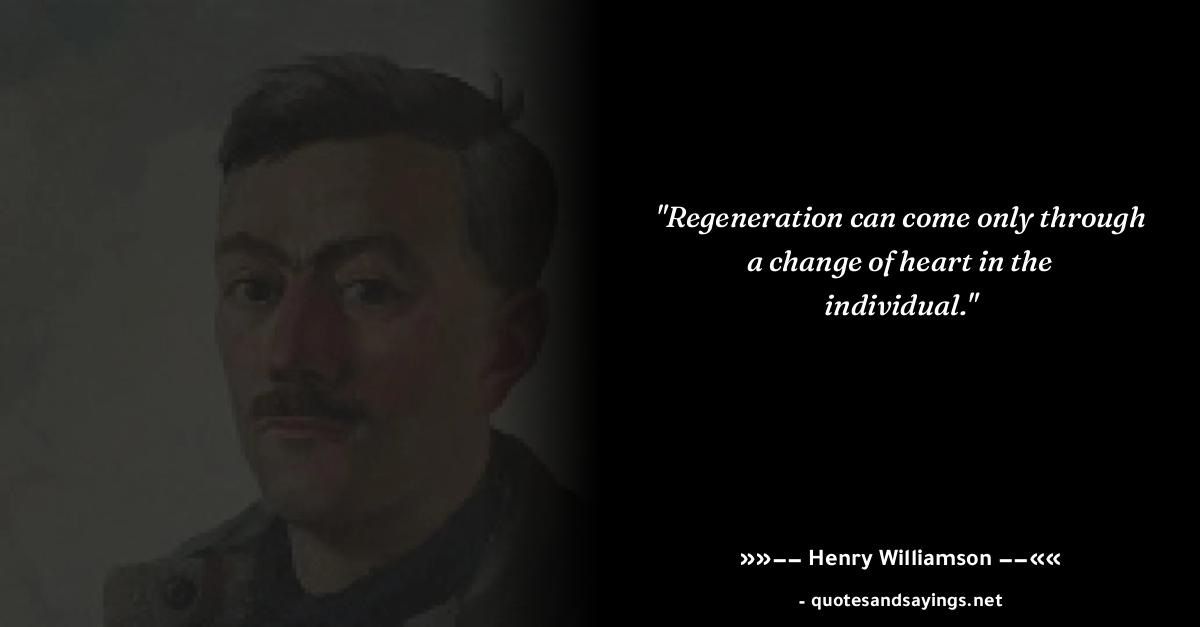 "Regeneration can come only through
a change of heart in the
individual."
»»–– Henry Williamson ––««
- quotesandsayings.net